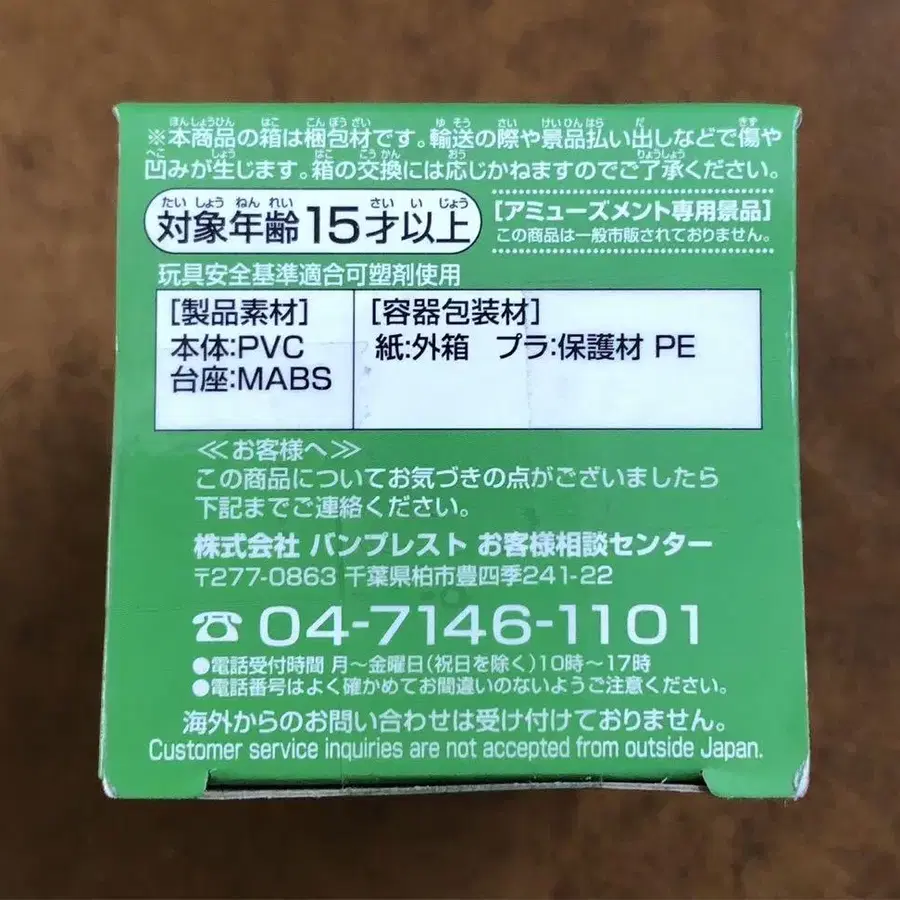 ※本商品の箱は梱包材です。輸送の際や景品払い出しなどで傷や
凹みが生じます。箱の交換には応じかねますのでご了承ください。
対象年齢15才以上
[アミューズメント専用景品]
この商品は一般市販されておりません。
玩具安全基準適合可塑剤使用
[製品素材]
本体:PVC
台座:MABS
[容器包装材]
紙:外箱 プラ:保護材 PE
≪お客様へ≫
この商品についてお気づきの点がございましたら
下記までご連絡ください。
株式会社 バンプレスト お客様相談センター
〒277-0863 千葉県柏市豊四季241-22
☎04-7146-1101
●電話受付時間 月〜金曜日(祝日を除く)10時〜17時
●電話番号はよく確かめてお間違いのないようご注意ください。
海外からのお問い合わせは受け付けておりません。
Customer service inquiries are not accepted from outside Japan.